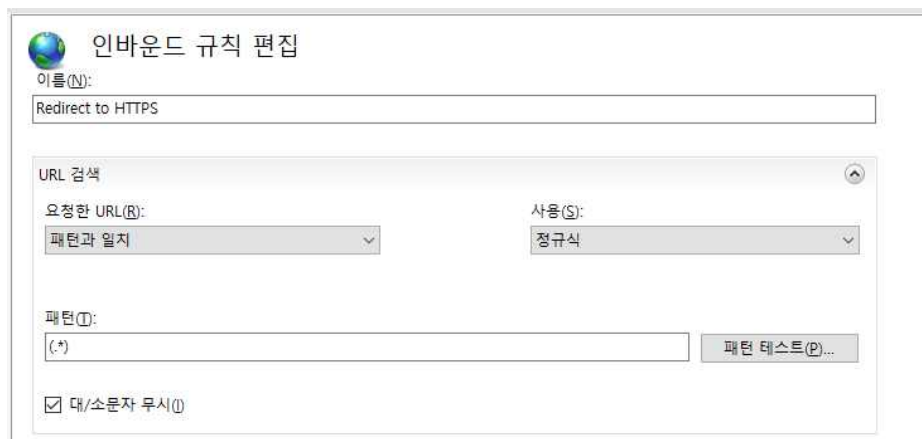 인바운드 규칙 편집
이름(N):
Redirect to HTTPS
URL 검색
요청한 URL(R): 사용(S):
패턴과 일치 정규식
패턴(T):
(.*) 패턴 테스트(P)...
대/소문자 무시(I)